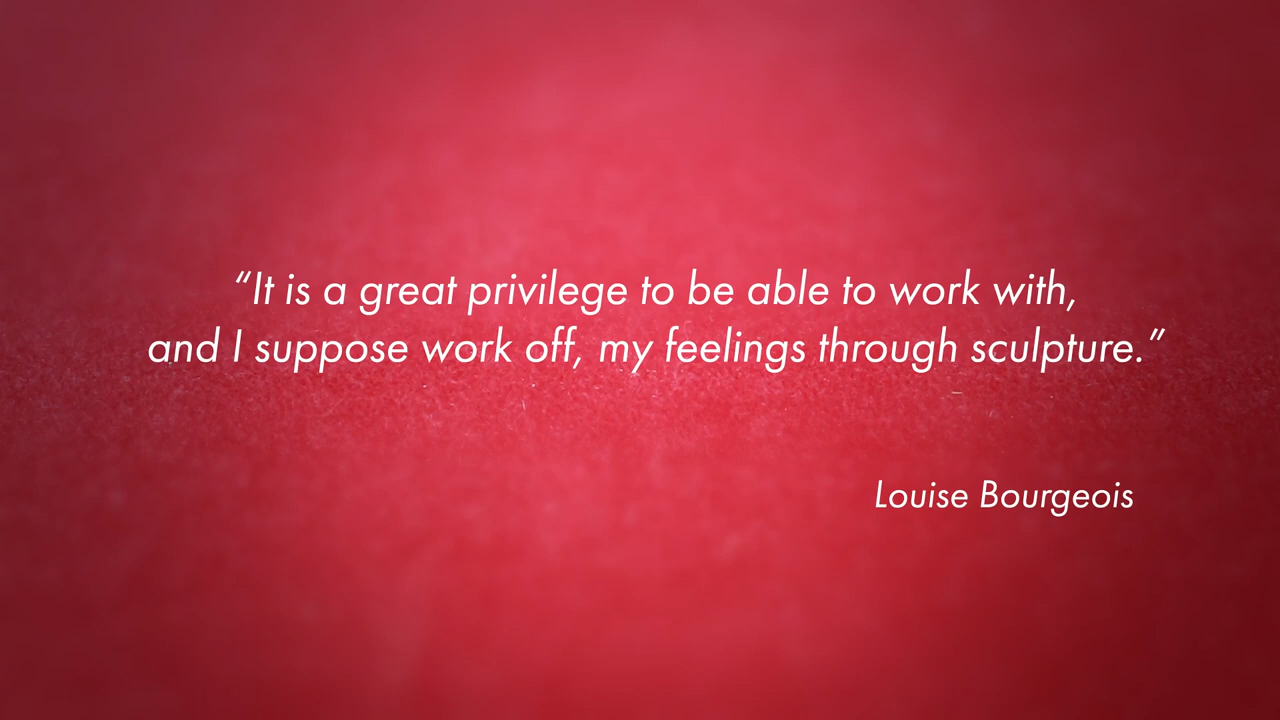 “It is a great privilege to be able to work with,
and I suppose work off, my feelings through sculpture.”
Louise Bourgeois